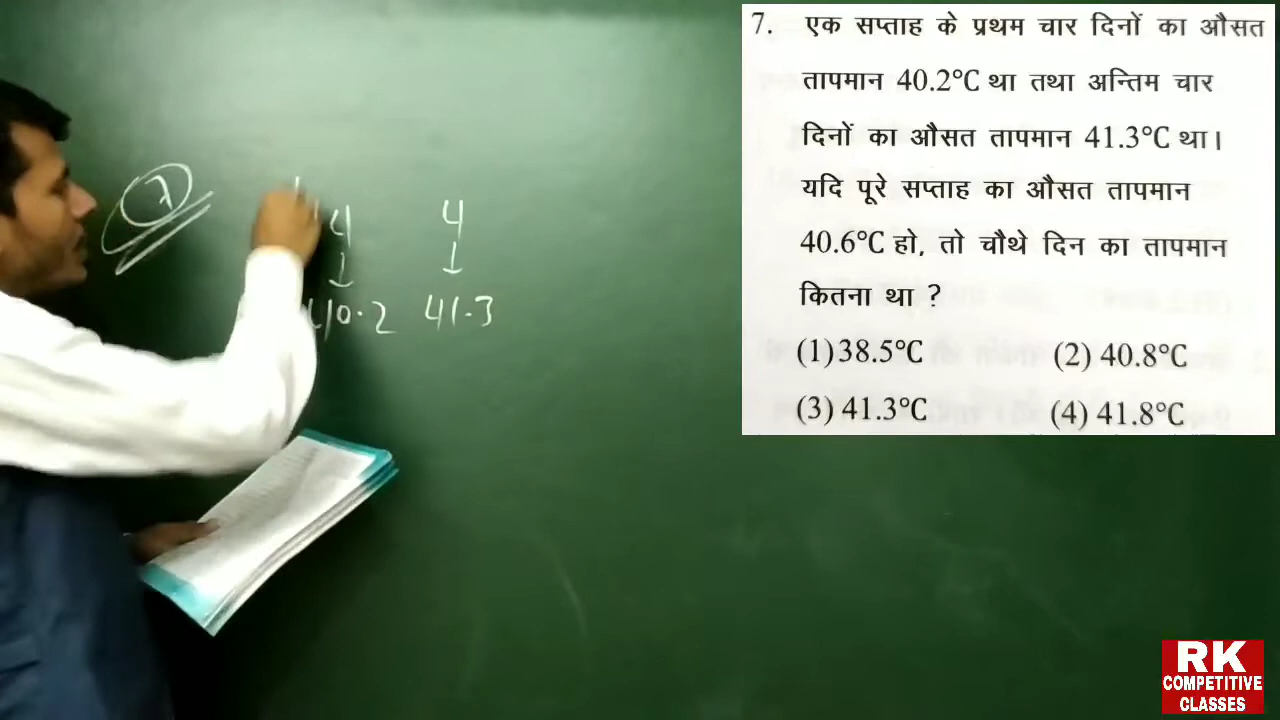 7. एक सप्ताह के प्रथम चार दिनों का औसत
तापमान 40.2°C था तथा अन्तिम चार
दिनों का औसत तापमान 41.3°C था।
यदि पूरे सप्ताह का औसत तापमान
40.6°C हो, तो चौथे दिन का तापमान
कितना था ?
(1) 38.5°C (2) 40.8°C
(3) 41.3°C (4) 41.8°C
7
4 4
40.2 41.3
RK
COMPETITIVE
CLASSES